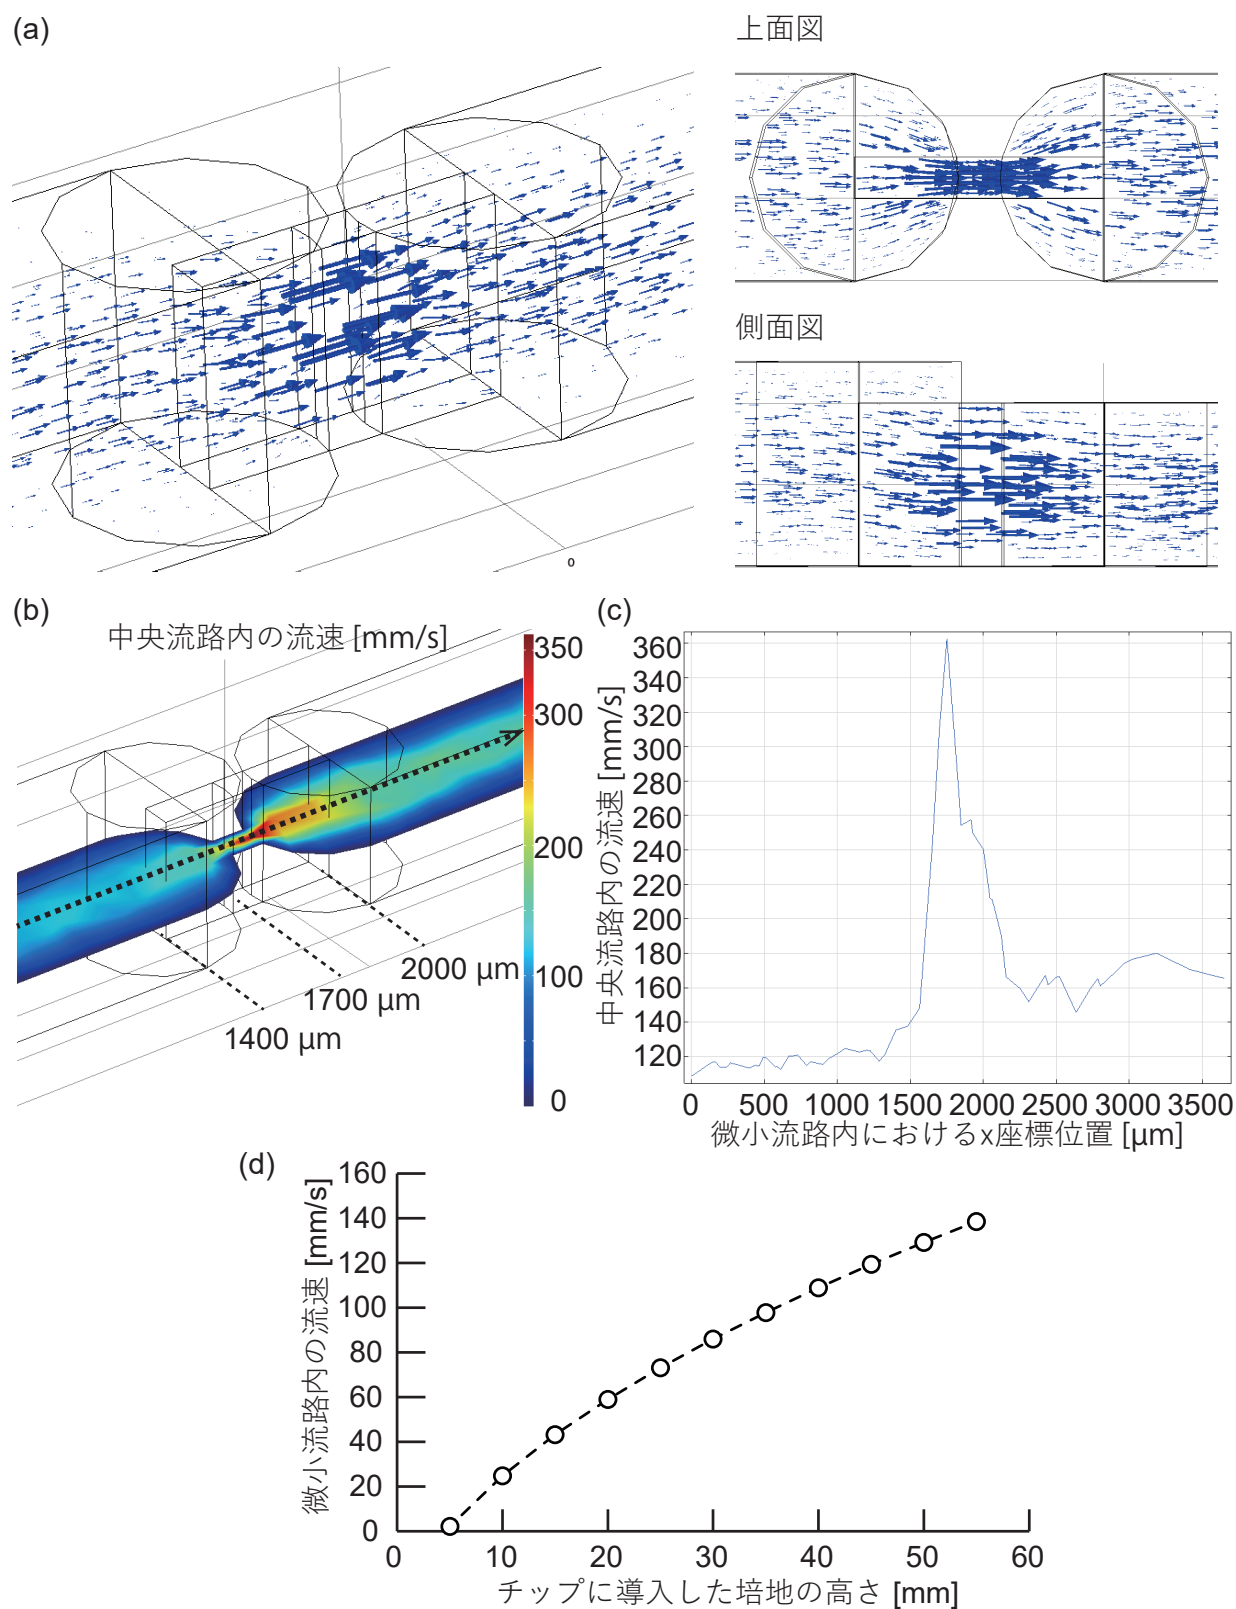 (a)
上面図
側面図
0
(b)
中央流路内の流速 [mm/s]
350
300
200
100
0
2000 μm
1700 μm
1400 μm
(c)
中央流路内の流速 [mm/s]
360
340
320
300
280
260
240
220
200
180
160
140
120
0 500 1000 1500 2000 2500 3000 3500
微小流路内におけるx座標位置 [μm]
(d)
微小流路内の流速 [mm/s]
160
140
120
100
80
60
40
20
0
0 10 20 30 40 50 60
チップに導入した培地の高さ [mm]